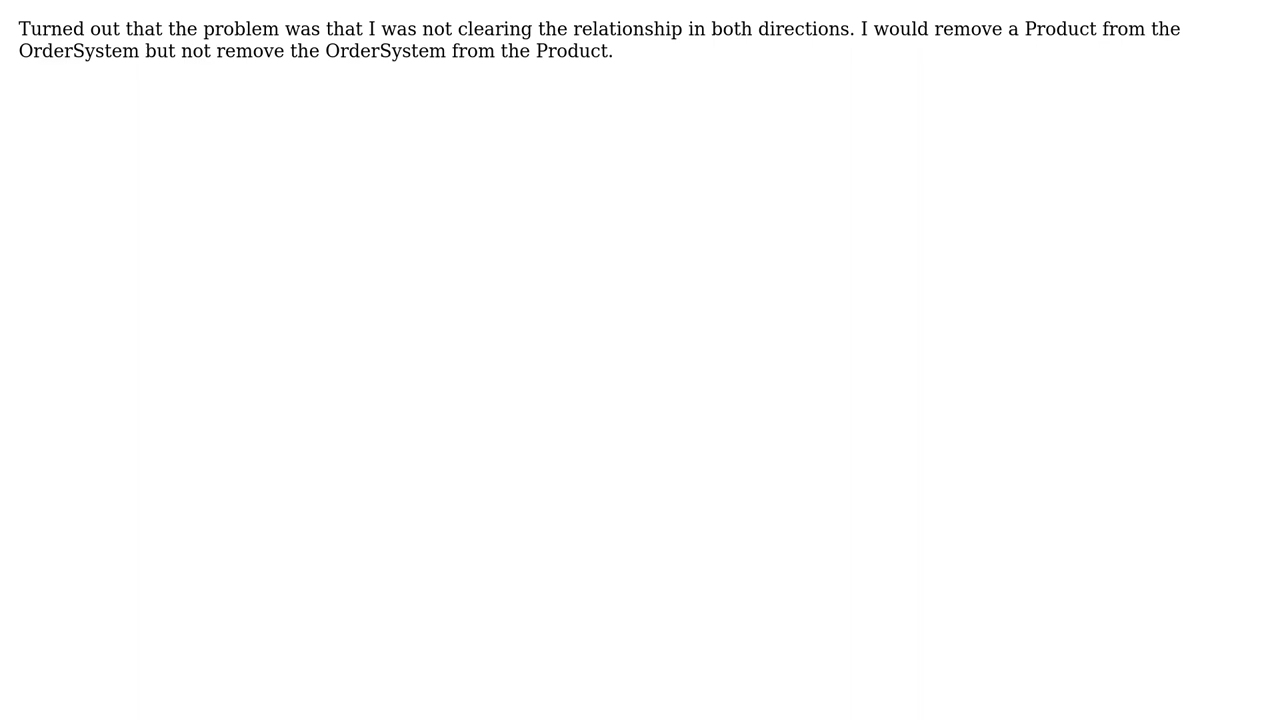 Turned out that the problem was that I was not clearing the relationship in both directions. I would remove a Product from the
OrderSystem but not remove the OrderSystem from the Product.